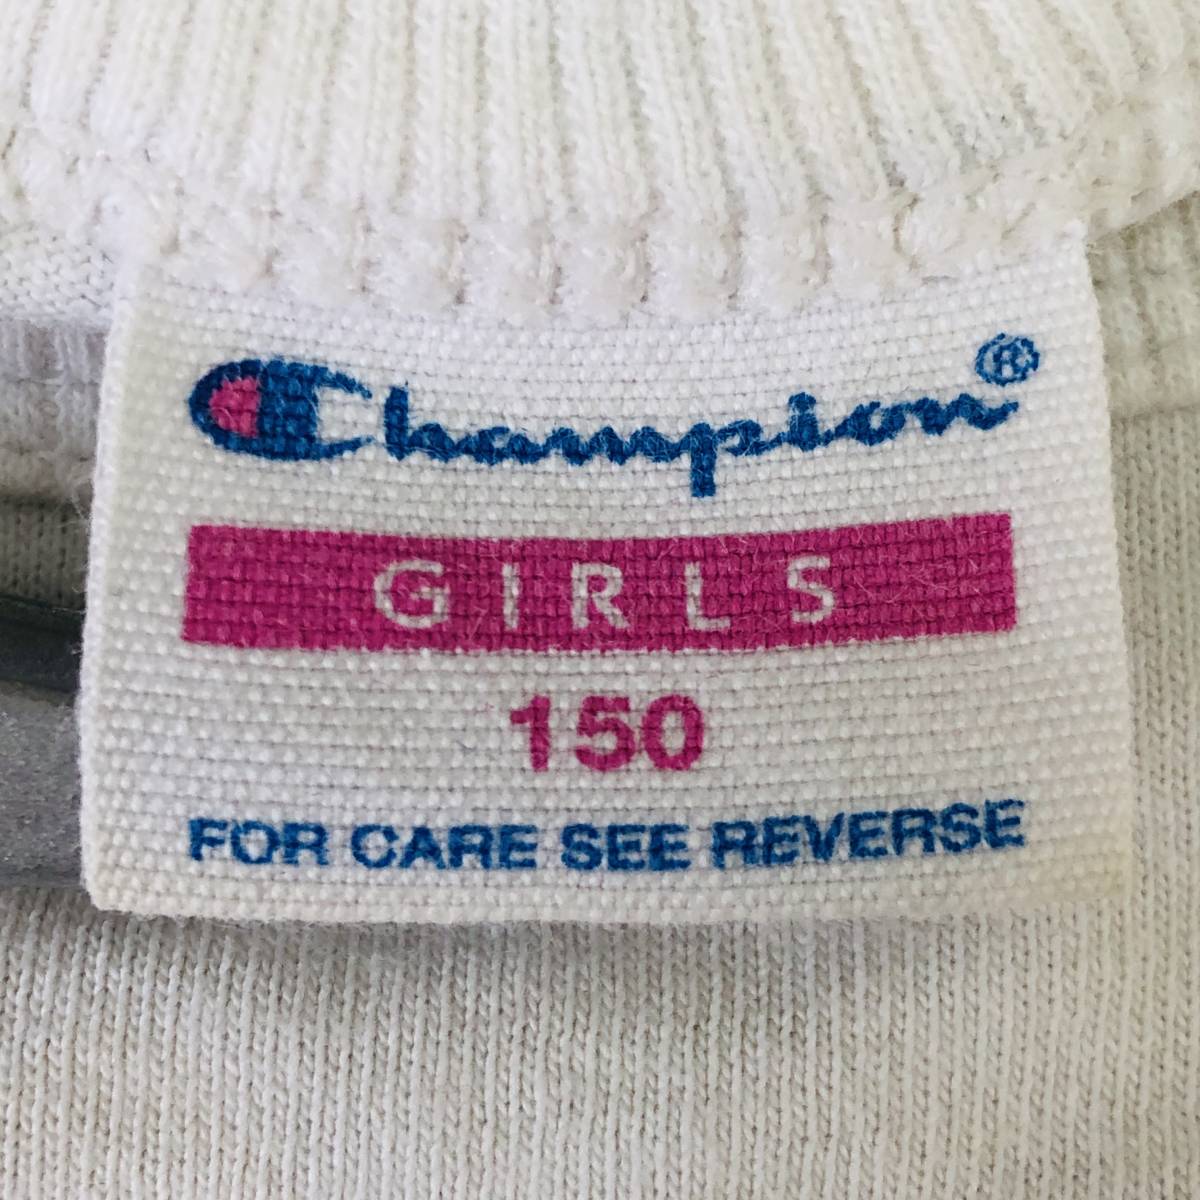 Champion®
GIRLS
150
FOR CARE SEE REVERSE